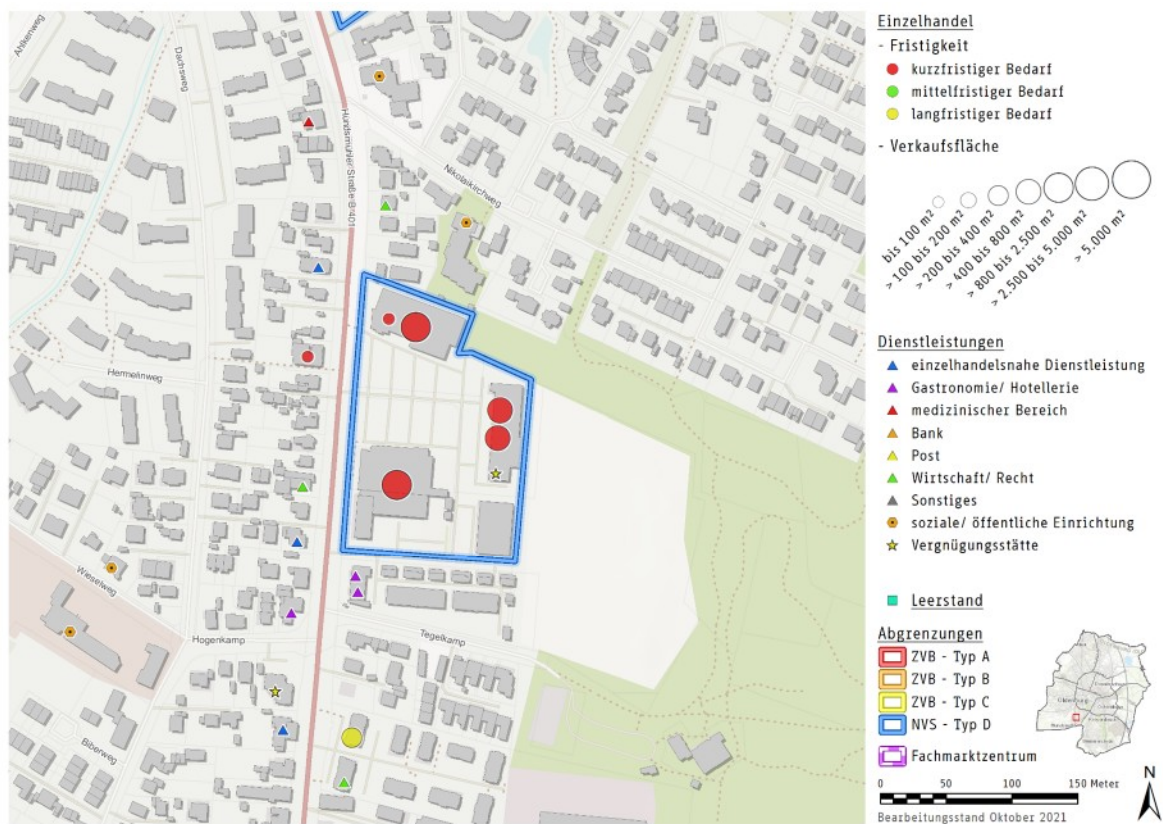 Ahlkenweg
Dachsweg
Hundsmühler Straße B 401
Nikolaikirchweg
Hermelinweg
Wieselweg
Hogenkamp
Tegelkamp
Biberweg
Einzelhandel
- Fristigkeit
kurzfristiger Bedarf
mittelfristiger Bedarf
langfristiger Bedarf
- Verkaufsfläche
bis 100 m²
> 100 bis 200 m²
> 200 bis 400 m²
> 400 bis 800 m²
> 800 bis 2.500 m²
> 2.500 bis 5.000 m²
> 5.000 m²
Dienstleistungen
einzelhandelsnahe Dienstleistung
Gastronomie/ Hotellerie
medizinischer Bereich
Bank
Post
Wirtschaft/ Recht
Sonstiges
soziale/ öffentliche Einrichtung
Vergnügungsstätte
Leerstand
Abgrenzungen
ZVB - Typ A
ZVB - Typ B
ZVB - Typ C
NVS - Typ D
Fachmarktzentrum
0 50 100 150 Meter
N
Bearbeitungsstand Oktober 2021